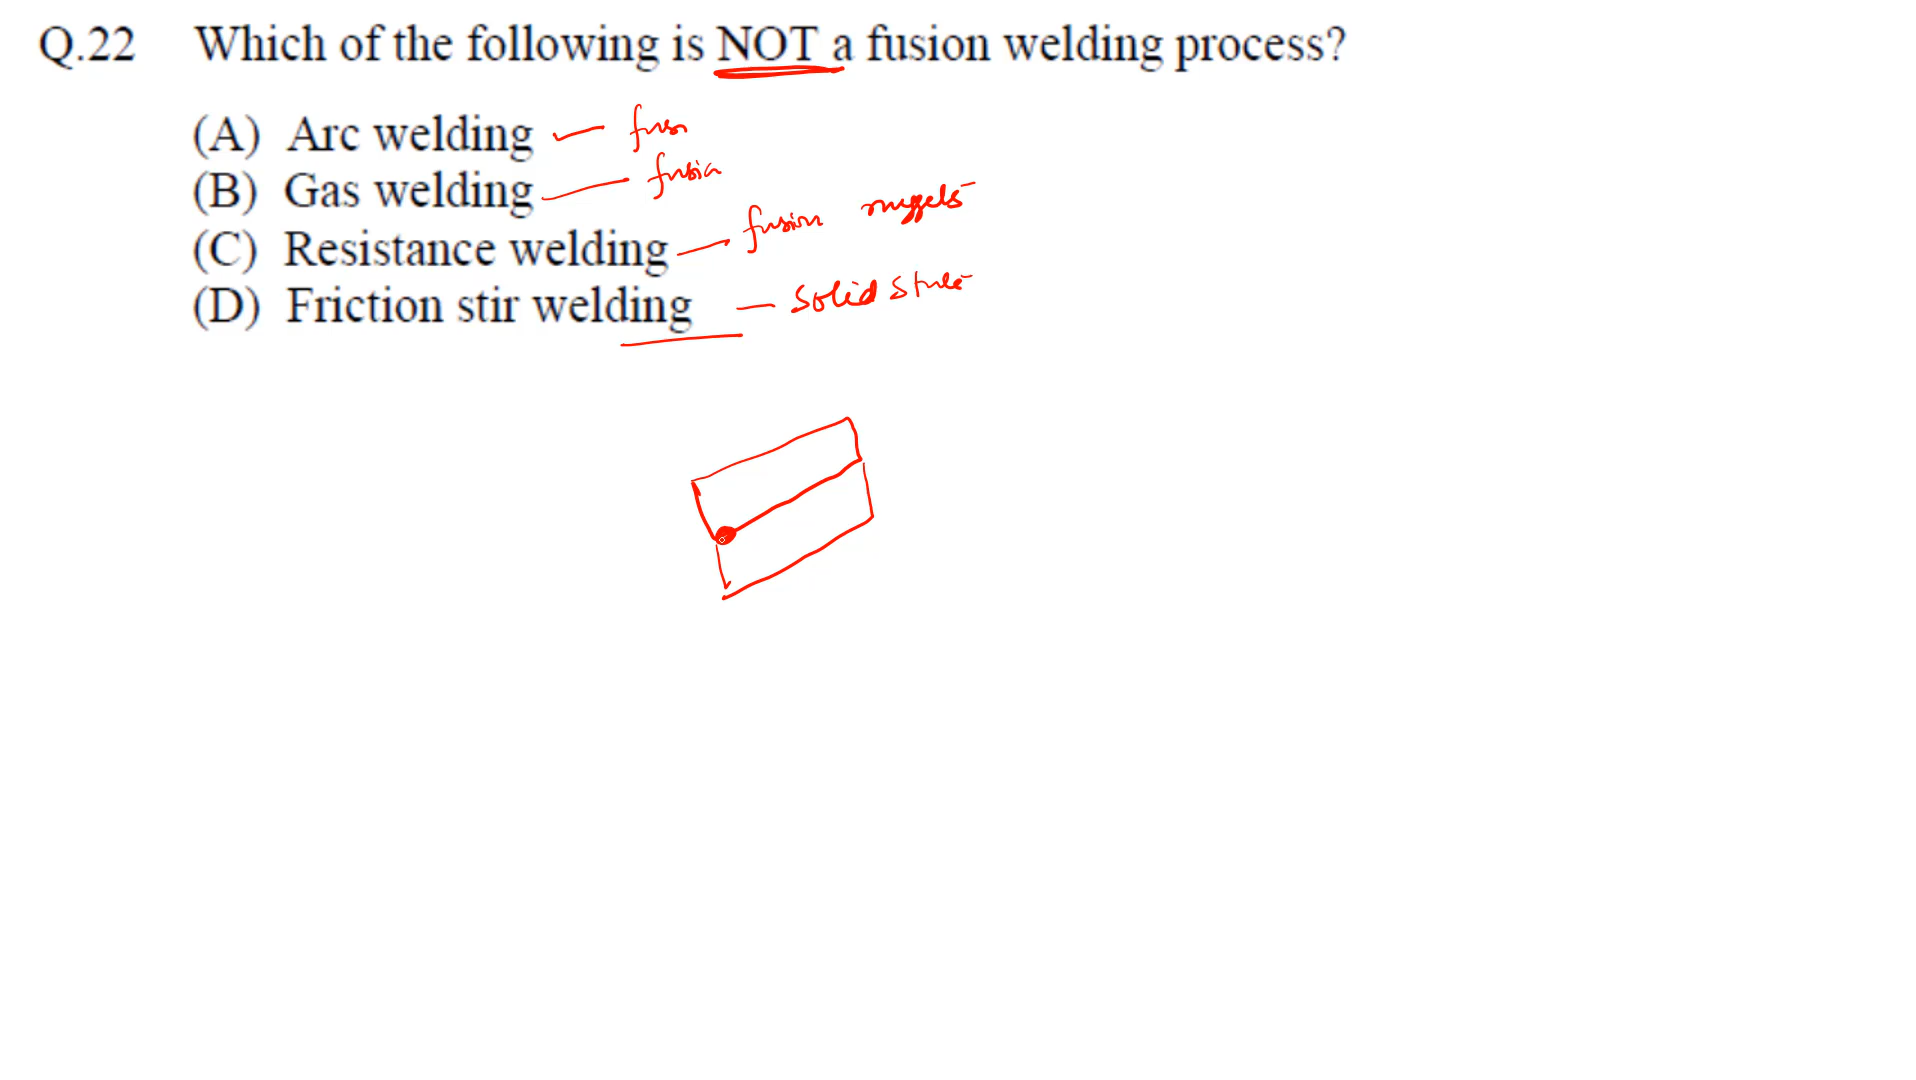 Q.22 Which of the following is NOT a fusion welding process?
(A) Arc welding
(B) Gas welding fusion
(C) Resistance welding fusion nuggets
(D) Friction stir welding solid state